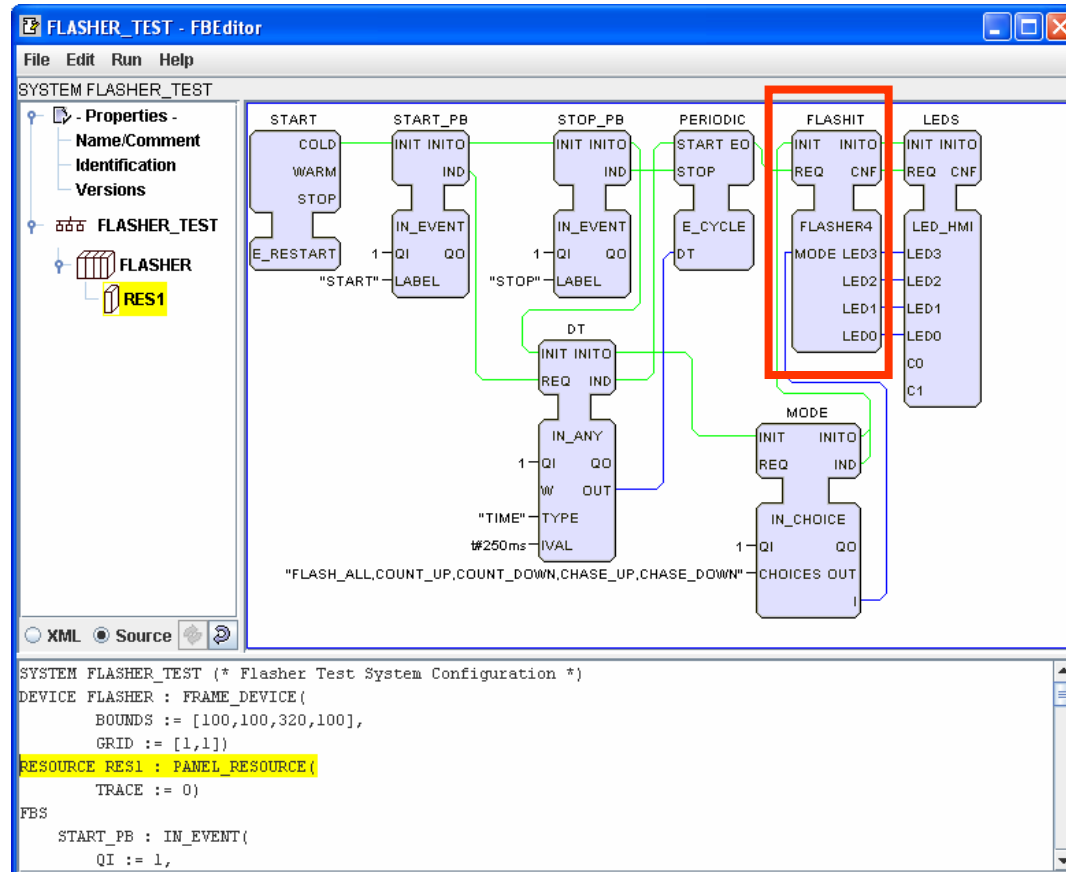 FLASHER_TEST - FBEditor
File Edit Run Help
SYSTEM FLASHER_TEST
- Properties -
Name/Comment
Identification
Versions
FLASHER_TEST
FLASHER
RES1
XML Source
START
COLD
WARM
STOP
E_RESTART
START_PB
INIT INITO
IND
IN_EVENT
1 QI QO
"START" LABEL
STOP_PB
INIT INITO
IND
IN_EVENT
1 QI QO
"STOP" LABEL
PERIODIC
START EO
STOP
E_CYCLE
DT
FLASHIT
INIT INITO
REQ CNF
FLASHER4
MODE LED3
LED2
LED1
LED0
LEDS
INIT INITO
REQ CNF
LED_HMI
LED3
LED2
LED1
LED0
C0
C1
DT
INIT INITO
REQ IND
IN_ANY
1 QI QO
W OUT
"TIME" TYPE
t#250ms IVAL
MODE
INIT INITO
REQ IND
IN_CHOICE
1 QI QO
"FLASH_ALL,COUNT_UP,COUNT_DOWN,CHASE_UP,CHASE_DOWN" CHOICES OUT
I
SYSTEM FLASHER_TEST (* Flasher Test System Configuration *)
DEVICE FLASHER : FRAME_DEVICE(
BOUNDS := [100,100,320,100],
GRID := [1,1])
RESOURCE RES1 : PANEL_RESOURCE(
TRACE := 0)
FBS
START_PB : IN_EVENT(
QI := 1,